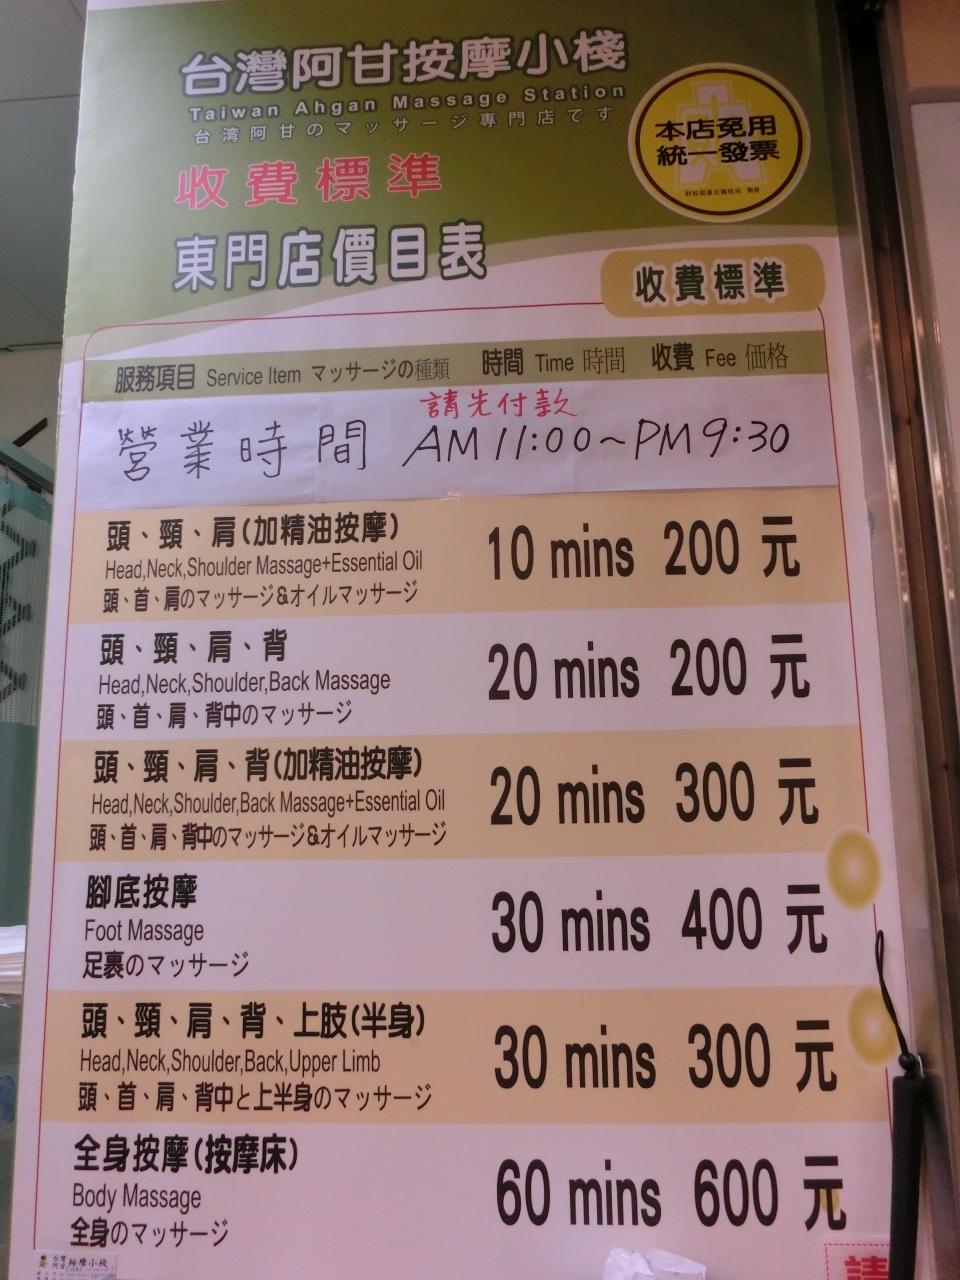 台灣阿甘按摩小棧
Taiwan Ahgan Massage Station
台湾阿甘のマッサージ専門店です
本店免用
統一發票
收費標準
東門店價目表
收費標準
服務項目 Service Item マッサージの種類 時間 Time 時間 收費 Fee 価格
請先付款
營業時間 AM 11:00~PM 9:30
頭、頸、肩(加精油按摩)
Head,Neck,Shoulder Massage+Essential Oil
頭、首、肩のマッサージ&オイルマッサージ
10 mins 200 元
頭、頸、肩、背
Head,Neck,Shoulder,Back Massage
頭、首、肩、背中のマッサージ
20 mins 200 元
頭、頸、肩、背(加精油按摩)
Head,Neck,Shoulder,Back Massage+Essential Oil
頭、首、肩、背中のマッサージ&オイルマッサージ
20 mins 300 元
腳底按摩
Foot Massage
足裏のマッサージ
30 mins 400 元
頭、頸、肩、背、上肢(半身)
Head,Neck,Shoulder,Back,Upper Limb
頭、首、肩、背中と上半身のマッサージ
30 mins 300 元
全身按摩(按摩床)
Body Massage
全身のマッサージ
60 mins 600 元
台灣阿甘按摩小棧
請